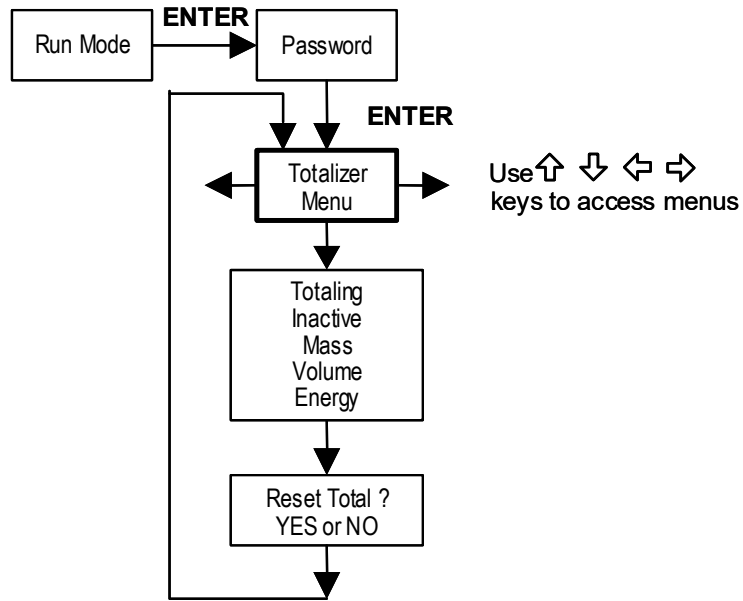 ENTER
Run Mode
Password
ENTER
Totalizer
Menu
Use ⇧ ⇩ ⇦ ⇨
keys to access menus
Totaling
Inactive
Mass
Volume
Energy
Reset Total ?
YES or NO